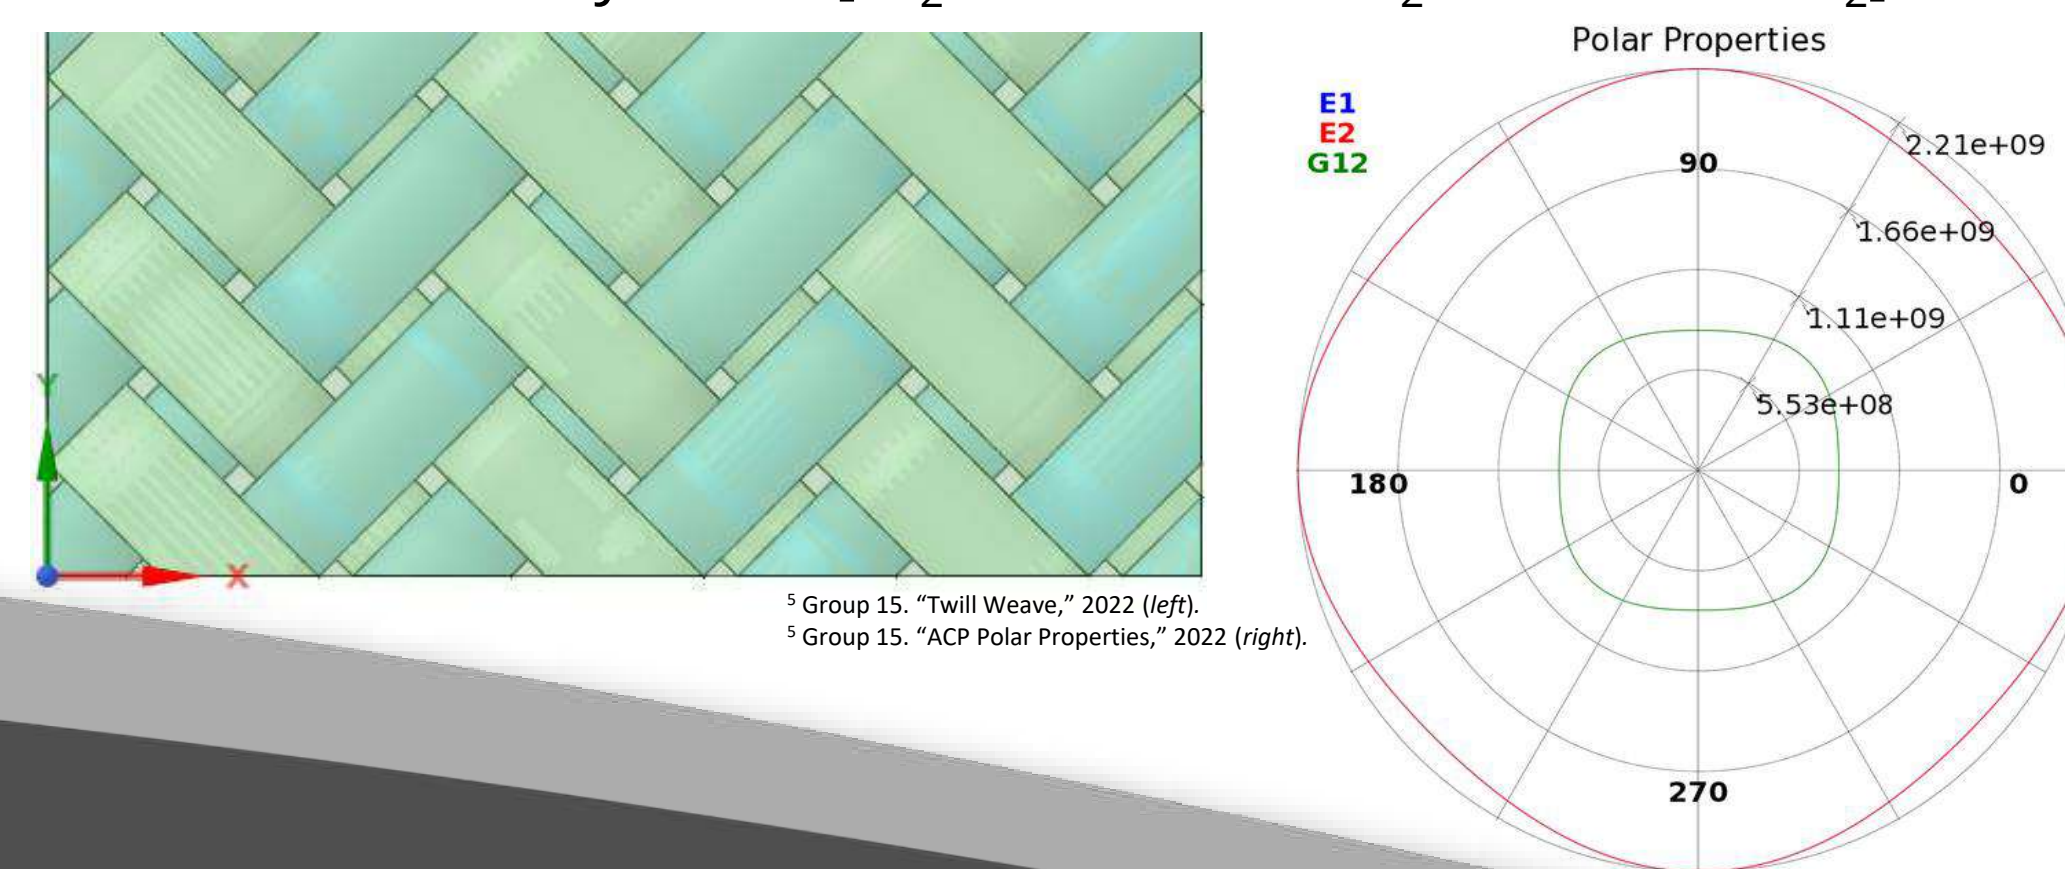 Polar Properties
E1
E2
G12
2.21e+09
90
1.66e+09
1.11e+09
5.53e+08
180
0
270
Y
X
⁵ Group 15. “Twill Weave,” 2022 (left).
⁵ Group 15. “ACP Polar Properties,” 2022 (right).